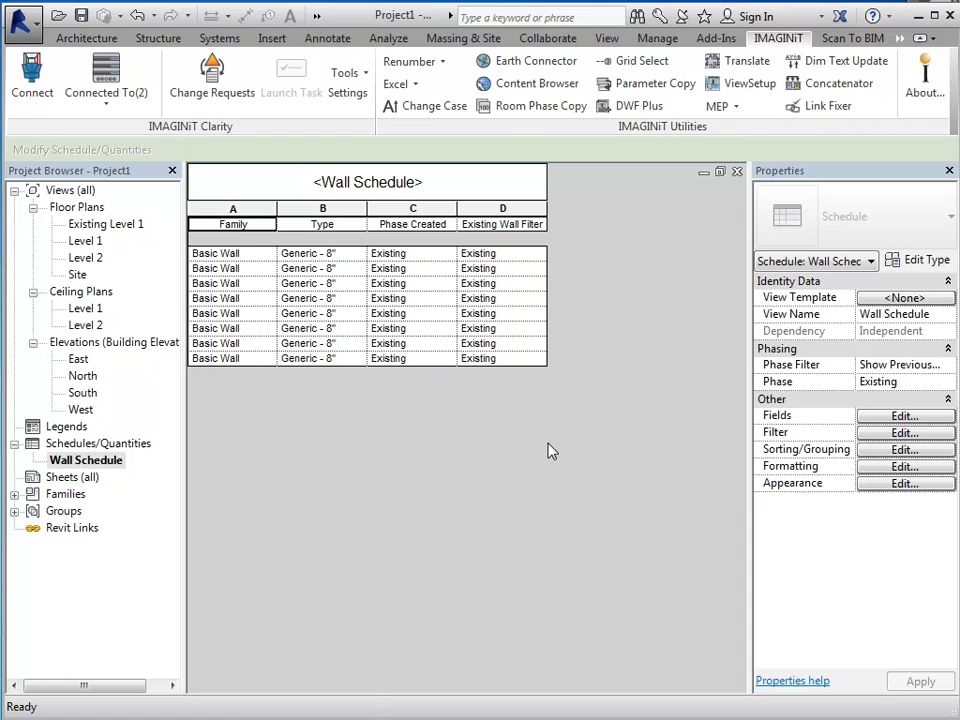 Project1 -...
Type a keyword or phrase
Sign In
Architecture Structure Systems Insert Annotate Analyze Massing & Site Collaborate View Manage Add-Ins IMAGINiT Scan To BIM
Connect
Connected To(2)
Change Requests
Launch Task
Tools
Settings
Renumber
Excel
Change Case
Earth Connector
Content Browser
Room Phase Copy
Grid Select
Parameter Copy
DWF Plus
Translate
ViewSetup
MEP
Dim Text Update
Concatenator
Link Fixer
About...
IMAGINiT Clarity
IMAGINiT Utilities
Modify Schedule/Quantities
Project Browser - Project1
Views (all)
Floor Plans
Existing Level 1
Level 1
Level 2
Site
Ceiling Plans
Level 1
Level 2
Elevations (Building Elevat
East
North
South
West
Legends
Schedules/Quantities
Wall Schedule
Sheets (all)
Families
Groups
Revit Links
<Wall Schedule>
A B C D
Family Type Phase Created Existing Wall Filter
Basic Wall Generic - 8" Existing Existing
Basic Wall Generic - 8" Existing Existing
Basic Wall Generic - 8" Existing Existing
Basic Wall Generic - 8" Existing Existing
Basic Wall Generic - 8" Existing Existing
Basic Wall Generic - 8" Existing Existing
Basic Wall Generic - 8" Existing Existing
Basic Wall Generic - 8" Existing Existing
Properties
Schedule
Schedule: Wall Schec
Edit Type
Identity Data
View Template <None>
View Name Wall Schedule
Dependency Independent
Phasing
Phase Filter Show Previous...
Phase Existing
Other
Fields Edit...
Filter Edit...
Sorting/Grouping Edit...
Formatting Edit...
Appearance Edit...
Properties help
Apply
Ready